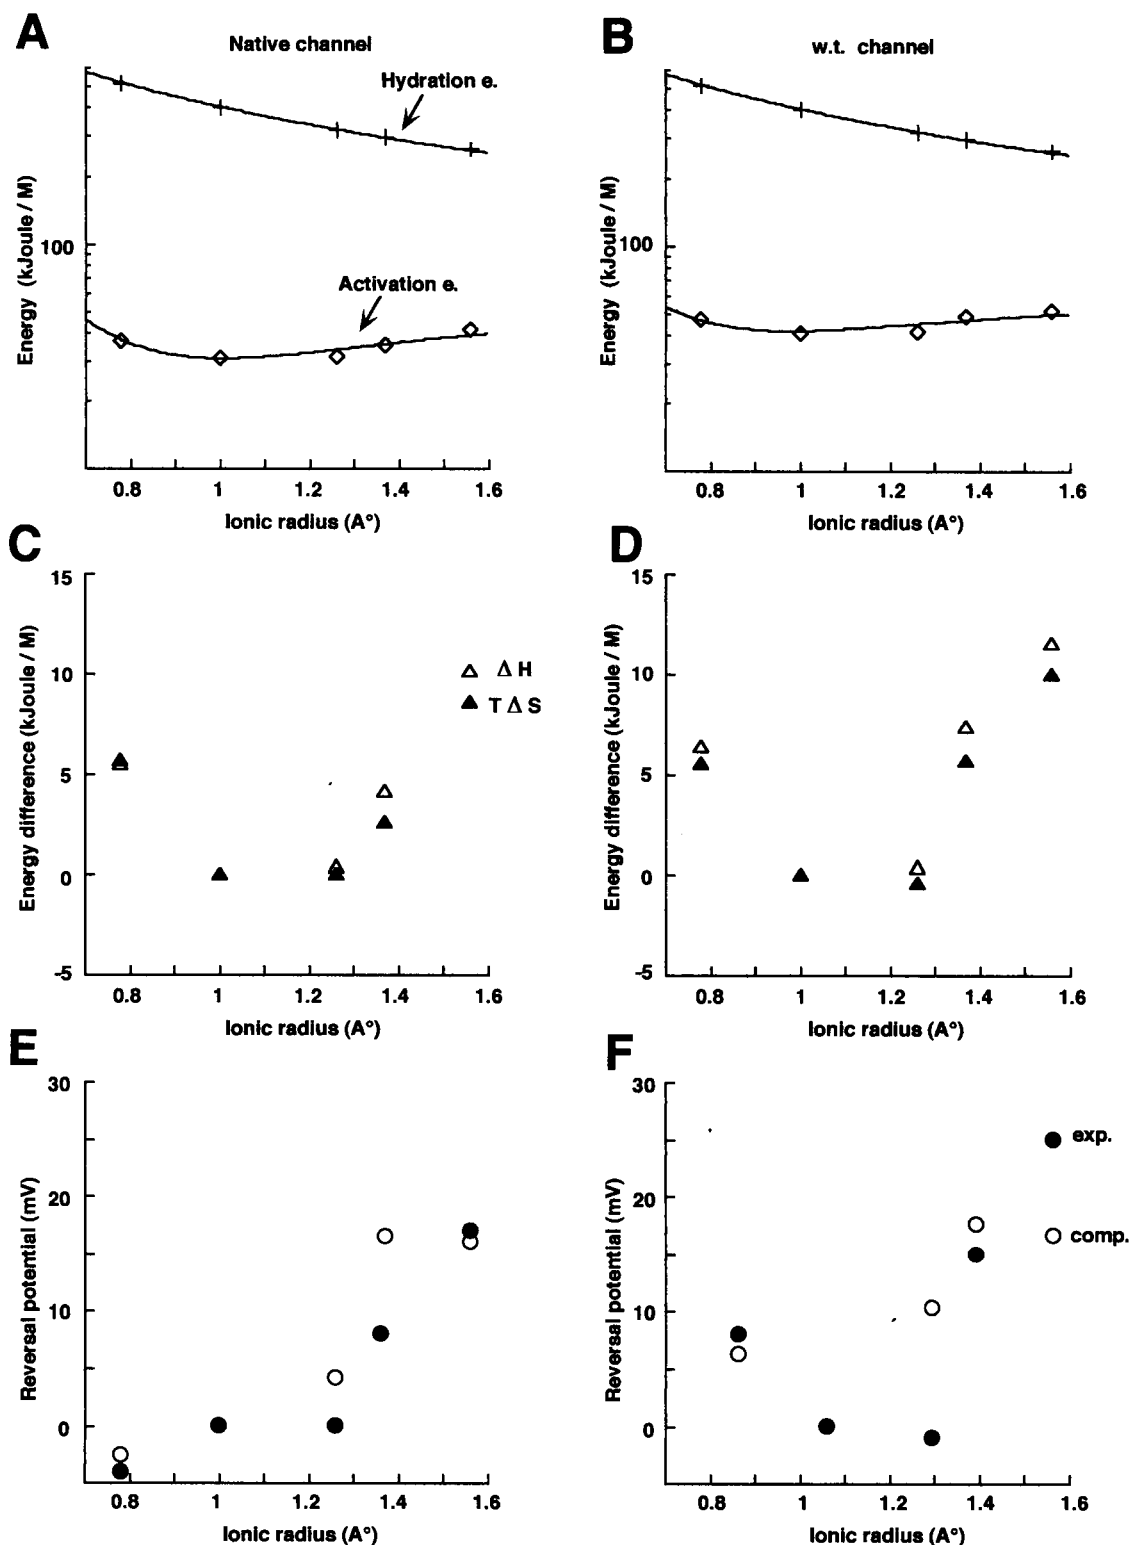 A
B
Native channel
w.t. channel
Hydration e.
Activation e.
100
100
Energy (kJoule / M)
Energy (kJoule / M)
0.8 1 1.2 1.4 1.6
0.8 1 1.2 1.4 1.6
Ionic radius (A°)
Ionic radius (A°)
C
D
15
10
5
0
-5
Energy difference (kJoule / M)
Δ H
T Δ S
0.8 1 1.2 1.4 1.6
Ionic radius (A°)
15
10
5
0
-5
Energy difference (kJoule / M)
0.8 1 1.2 1.4 1.6
Ionic radius (A°)
E
F
30
20
10
0
Reversal potential (mV)
0.8 1 1.2 1.4 1.6
Ionic radius (A°)
30
20
10
0
Reversal potential (mV)
exp.
comp.
0.8 1 1.2 1.4 1.6
Ionic radius (A°)